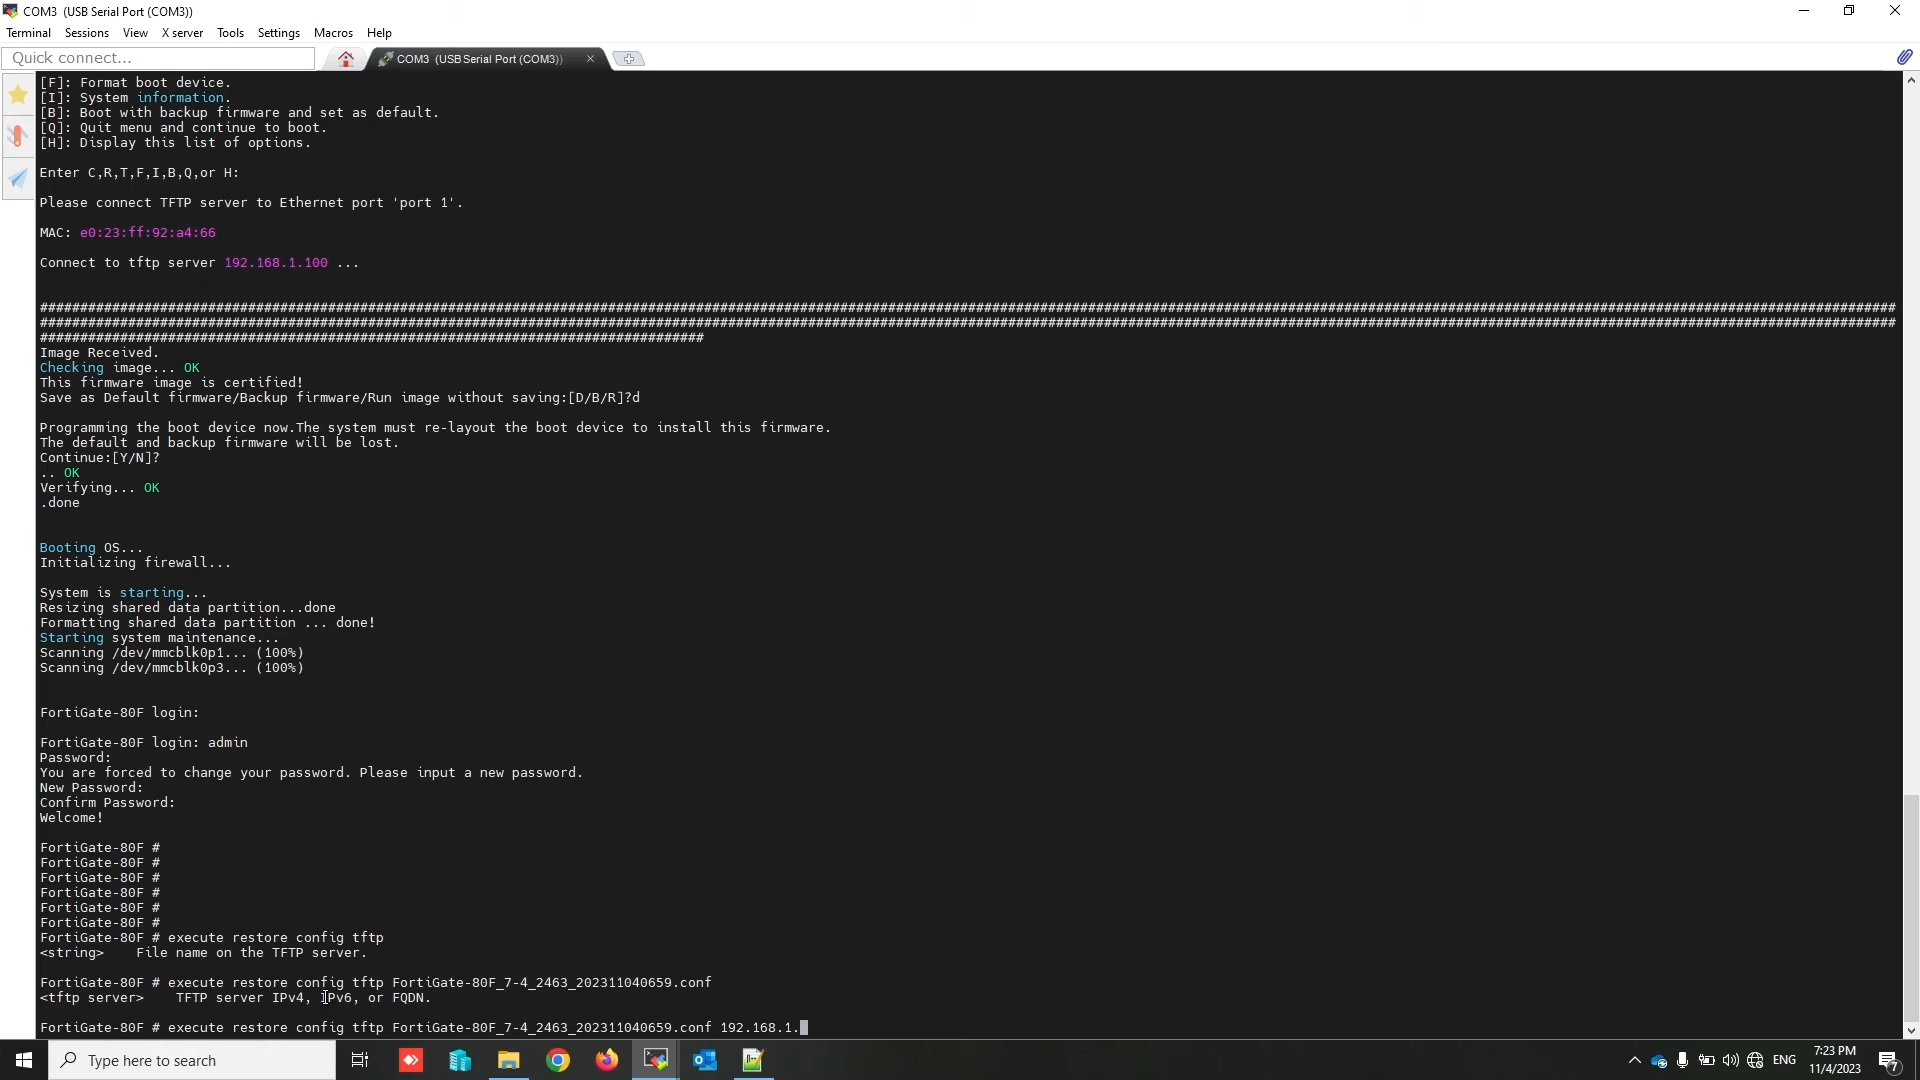 COM3  (USB Serial Port (COM3))
Terminal Sessions View X server Tools Settings Macros Help
Quick connect...
COM3  (USB Serial Port (COM3))
[F]: Format boot device.
[I]: System information.
[B]: Boot with backup firmware and set as default.
[Q]: Quit menu and continue to boot.
[H]: Display this list of options.
Enter C,R,T,F,I,B,Q,or H:
Please connect TFTP server to Ethernet port 'port 1'.
MAC: e0:23:ff:92:a4:66
Connect to tftp server 192.168.1.100 ...
Image Received.
Checking image... OK
This firmware image is certified!
Save as Default firmware/Backup firmware/Run image without saving:[D/B/R]?d
Programming the boot device now.The system must re-layout the boot device to install this firmware.
The default and backup firmware will be lost.
Continue:[Y/N]?
.. OK
Verifying... OK
.done
Booting OS...
Initializing firewall...
System is starting...
Resizing shared data partition...done
Formatting shared data partition ... done!
Starting system maintenance...
Scanning /dev/mmcblk0p1... (100%)
Scanning /dev/mmcblk0p3... (100%)
FortiGate-80F login:
FortiGate-80F login: admin
Password:
You are forced to change your password. Please input a new password.
New Password:
Confirm Password:
Welcome!
FortiGate-80F #
FortiGate-80F #
FortiGate-80F #
FortiGate-80F #
FortiGate-80F #
FortiGate-80F #
FortiGate-80F # execute restore config tftp
<string>    File name on the TFTP server.
FortiGate-80F # execute restore config tftp FortiGate-80F_7-4_2463_202311040659.conf
<tftp server>    TFTP server IPv4, IPv6, or FQDN.
FortiGate-80F # execute restore config tftp FortiGate-80F_7-4_2463_202311040659.conf 192.168.1.
Type here to search
ENG
7:23 PM
11/4/2023
7